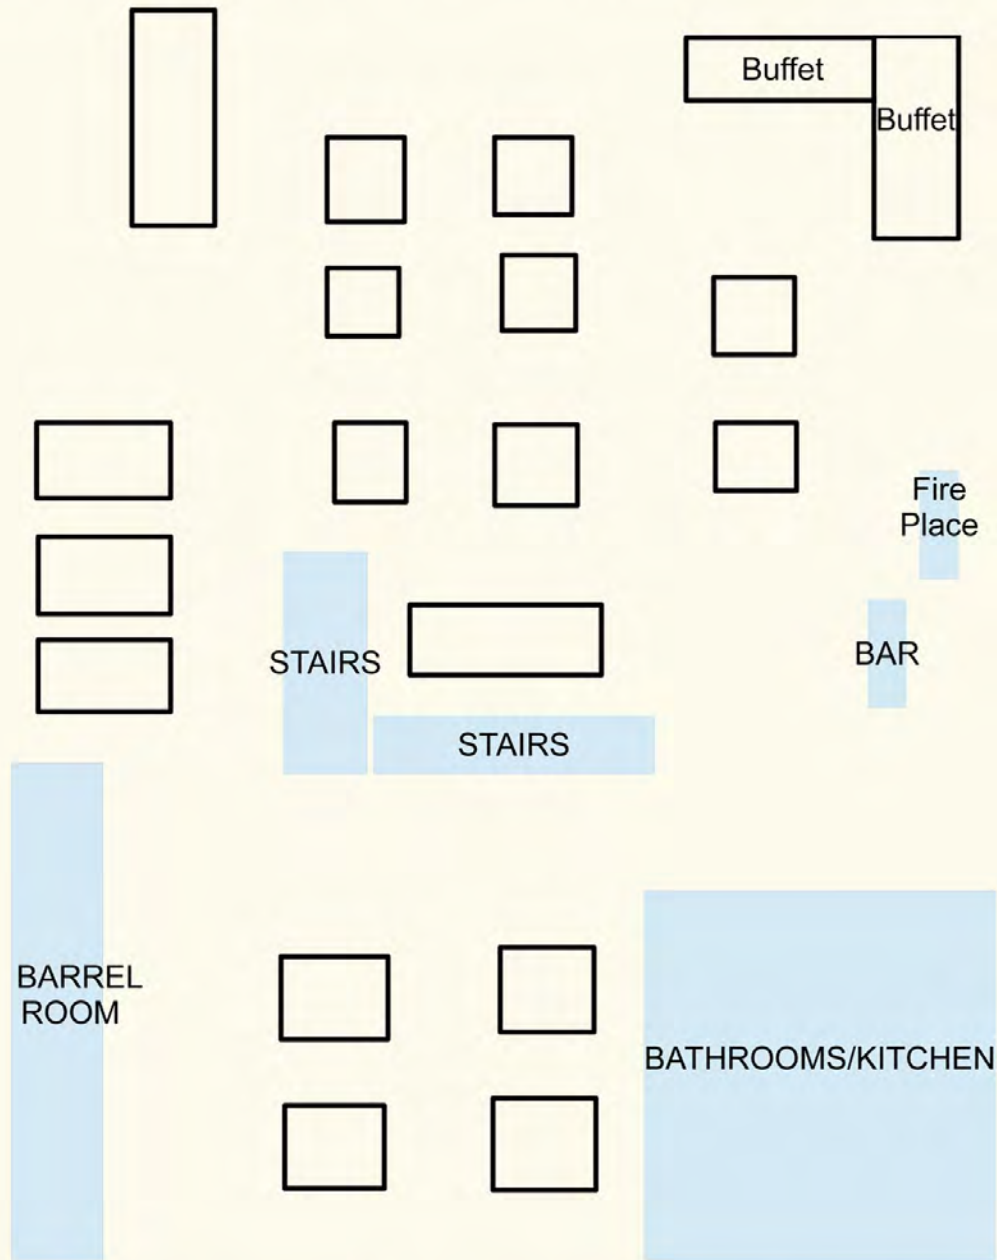 Buffet
Buffet
Fire
Place
STAIRS
BAR
STAIRS
BARREL
ROOM
BATHROOMS/KITCHEN